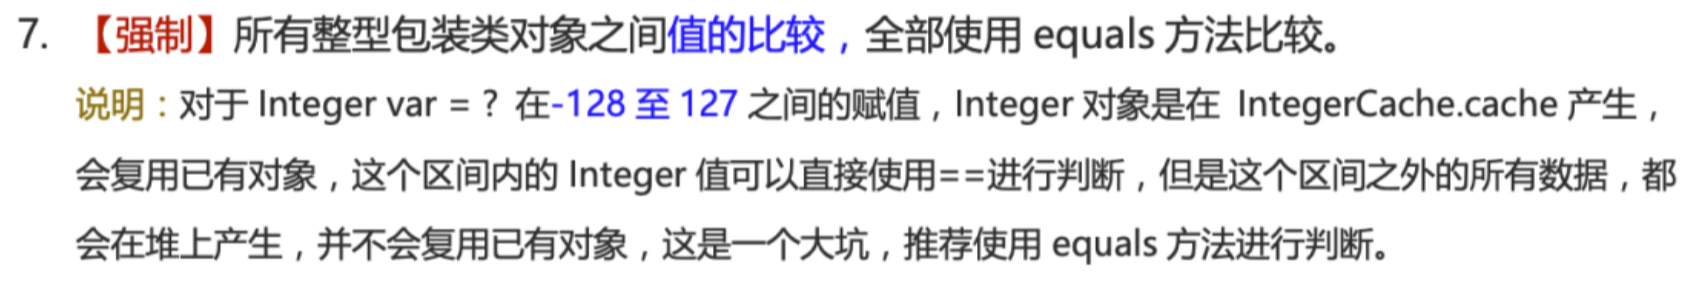 7. 【强制】所有整型包装类对象之间值的比较，全部使用 equals 方法比较。
说明：对于 Integer var = ? 在-128 至 127 之间的赋值，Integer 对象是在 IntegerCache.cache 产生，
会复用已有对象，这个区间内的 Integer 值可以直接使用==进行判断，但是这个区间之外的所有数据，都
会在堆上产生，并不会复用已有对象，这是一个大坑，推荐使用 equals 方法进行判断。